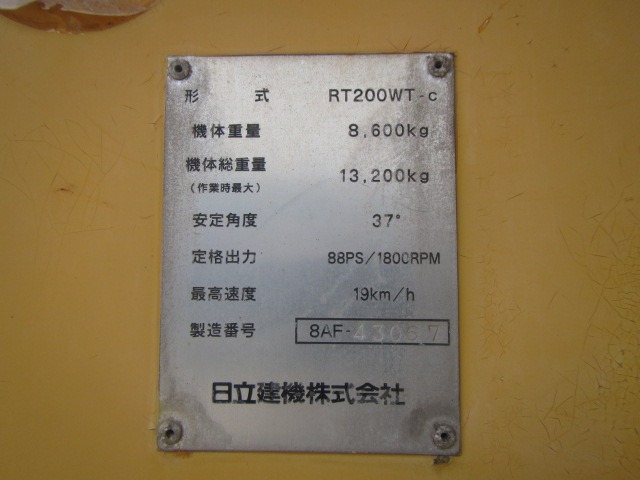 形 式 RT200WT-c
機体重量 8,600kg
機体総重量 13,200kg
(作業時最大)
安定角度 37°
定格出力 88PS/1800RPM
最高速度 19km/h
製造番号 8AF-43067
日立建機株式会社